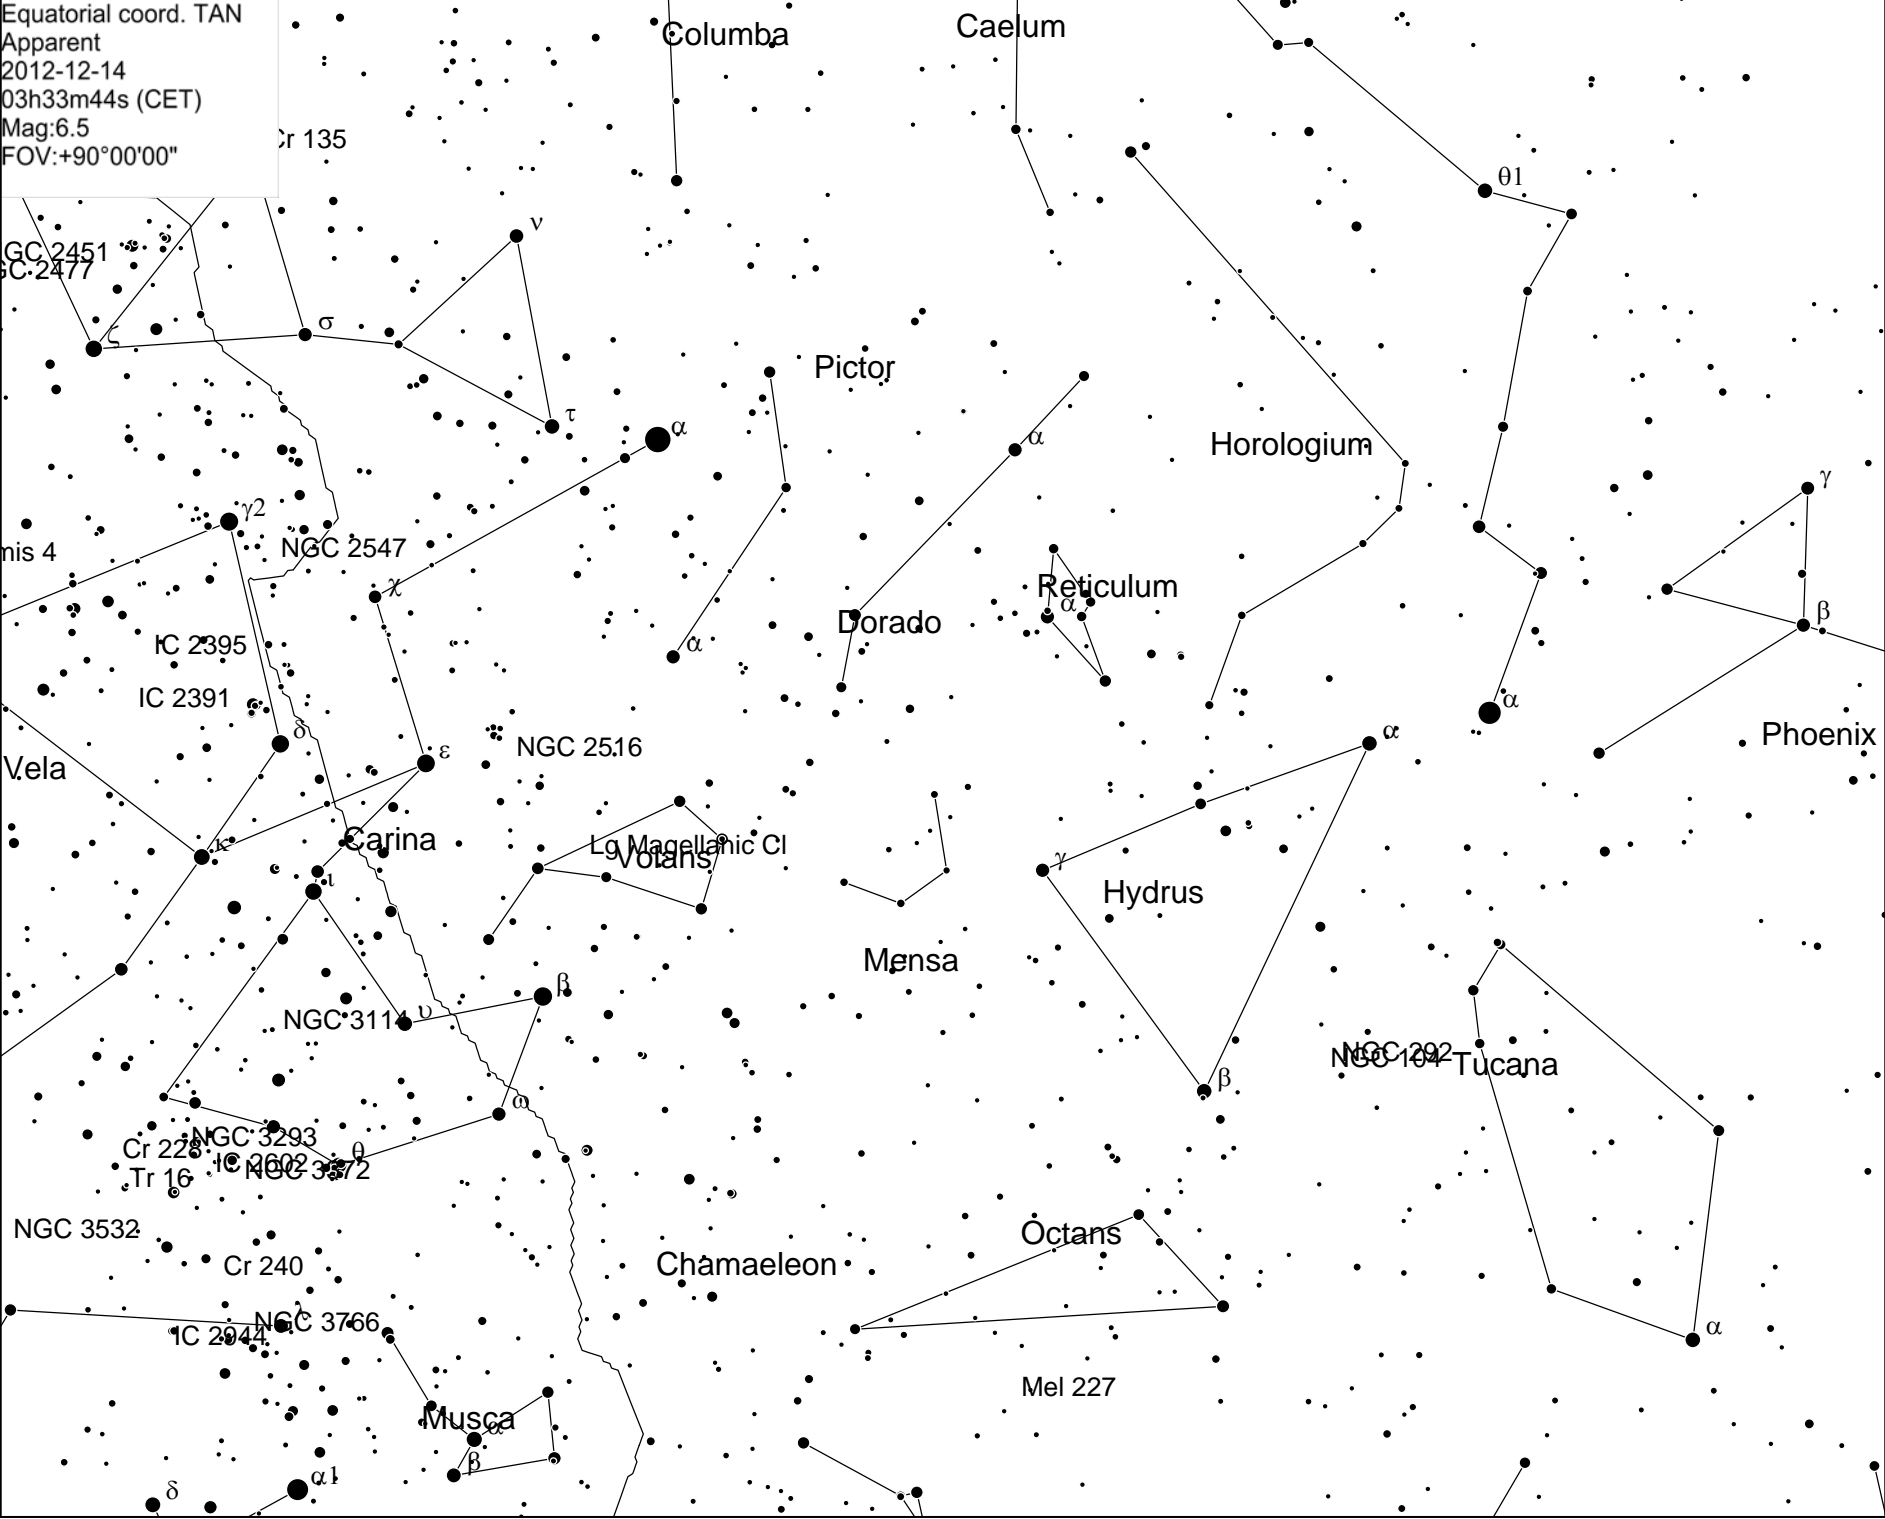 Equatorial coord. TAN
Apparent
2012-12-14
03h33m44s (CET)
Mag:6.5
FOV:+90°00'00"
Columba
Caelum
Cr 135
θ1
ν
GC 2451
GC 2477
ζ
σ
Pictor
τ
α
α
Horologium
γ
γ2
NGC 2547
mis 4
χ
Reticulum
α
β
Dorado
IC 2395
α
IC 2391
α
δ
α
Phoenix
ε
NGC 2516
Vela
κ
Carina
Lg Magellanic Cl
Volans
γ
ι
Hydrus
Mensa
β
υ
NGC 3114
NGC 292
NGC 104
Tucana
β
ω
NGC 3293
Cr 228
θ
IC 2602
NGC 3372
Tr 16
NGC 3532
Octans
Cr 240
Chamaeleon
λ
NGC 3766
IC 2944
α
Mel 227
Musca
α
β
α1
δ